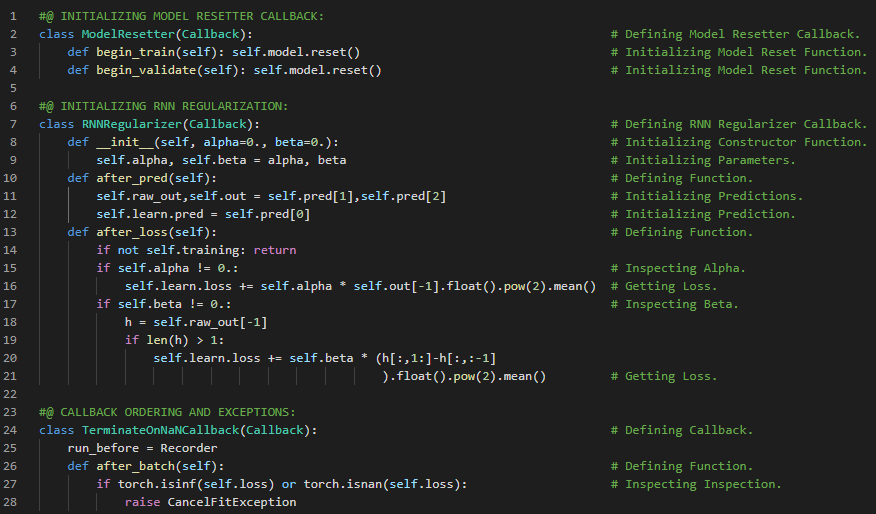 1 #@ INITIALIZING MODEL RESETTER CALLBACK:
2 class ModelResetter(Callback): # Defining Model Resetter Callback.
3 def begin_train(self): self.model.reset() # Initializing Model Reset Function.
4 def begin_validate(self): self.model.reset() # Initializing Model Reset Function.
5
6 #@ INITIALIZING RNN REGULARIZATION:
7 class RNNRegularizer(Callback): # Defining RNN Regularizer Callback.
8 def __init__(self, alpha=0., beta=0.): # Initializing Constructor Function.
9 self.alpha, self.beta = alpha, beta # Initializing Parameters.
10 def after_pred(self): # Defining Function.
11 self.raw_out,self.out = self.pred[1],self.pred[2] # Initializing Predictions.
12 self.learn.pred = self.pred[0] # Initializing Prediction.
13 def after_loss(self): # Defining Function.
14 if not self.training: return
15 if self.alpha != 0.: # Inspecting Alpha.
16 self.learn.loss += self.alpha * self.out[-1].float().pow(2).mean() # Getting Loss.
17 if self.beta != 0.: # Inspecting Beta.
18 h = self.raw_out[-1]
19 if len(h) > 1:
20 self.learn.loss += self.beta * (h[:,1:]-h[:,:-1]
21 ).float().pow(2).mean() # Getting Loss.
22
23 #@ CALLBACK ORDERING AND EXCEPTIONS:
24 class TerminateOnNaNCallback(Callback): # Defining Callback.
25 run_before = Recorder
26 def after_batch(self): # Defining Function.
27 if torch.isinf(self.loss) or torch.isnan(self.loss): # Inspecting Inspection.
28 raise CancelFitException